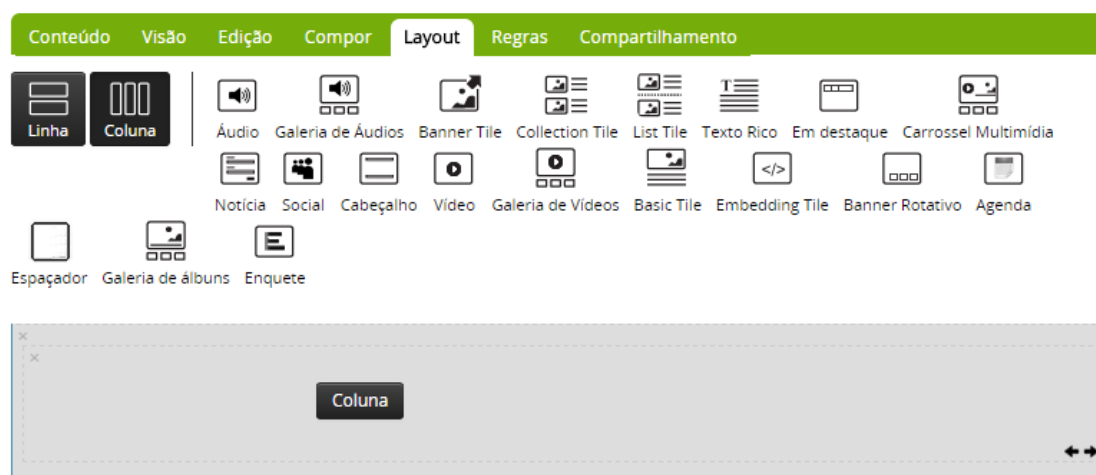 Conteúdo Visão Edição Compor Layout Regras Compartilhamento
Linha Coluna Áudio Galeria de Áudios Banner Tile Collection Tile List Tile Texto Rico Em destaque Carrossel Multimídia
Notícia Social Cabeçalho Vídeo Galeria de Vídeos Basic Tile Embedding Tile Banner Rotativo Agenda
Espaçador Galeria de álbuns Enquete
Coluna